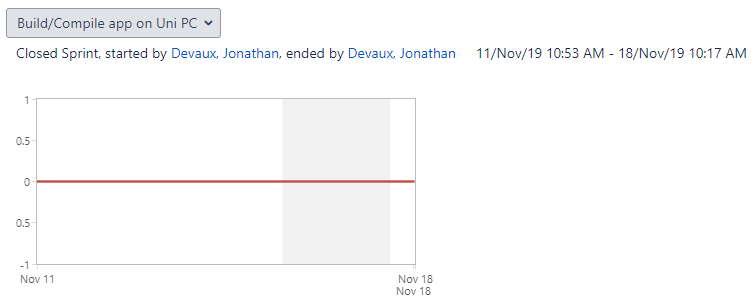 Build/Compile app on Uni PC
Closed Sprint, started by Devaux, Jonathan, ended by Devaux, Jonathan 11/Nov/19 10:53 AM - 18/Nov/19 10:17 AM
1
0.5
0
0.5
-1
Nov 11
Nov 18
Nov 18